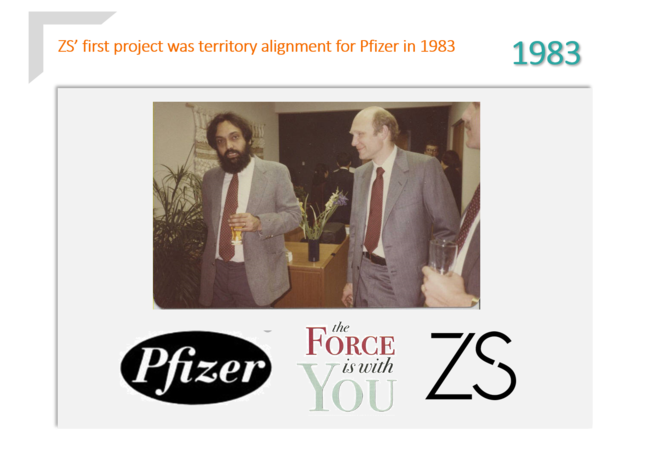 ZS’ first project was territory alignment for Pfizer in 1983
1983
Pfizer
the
FORCE
is with
YOU
ZS